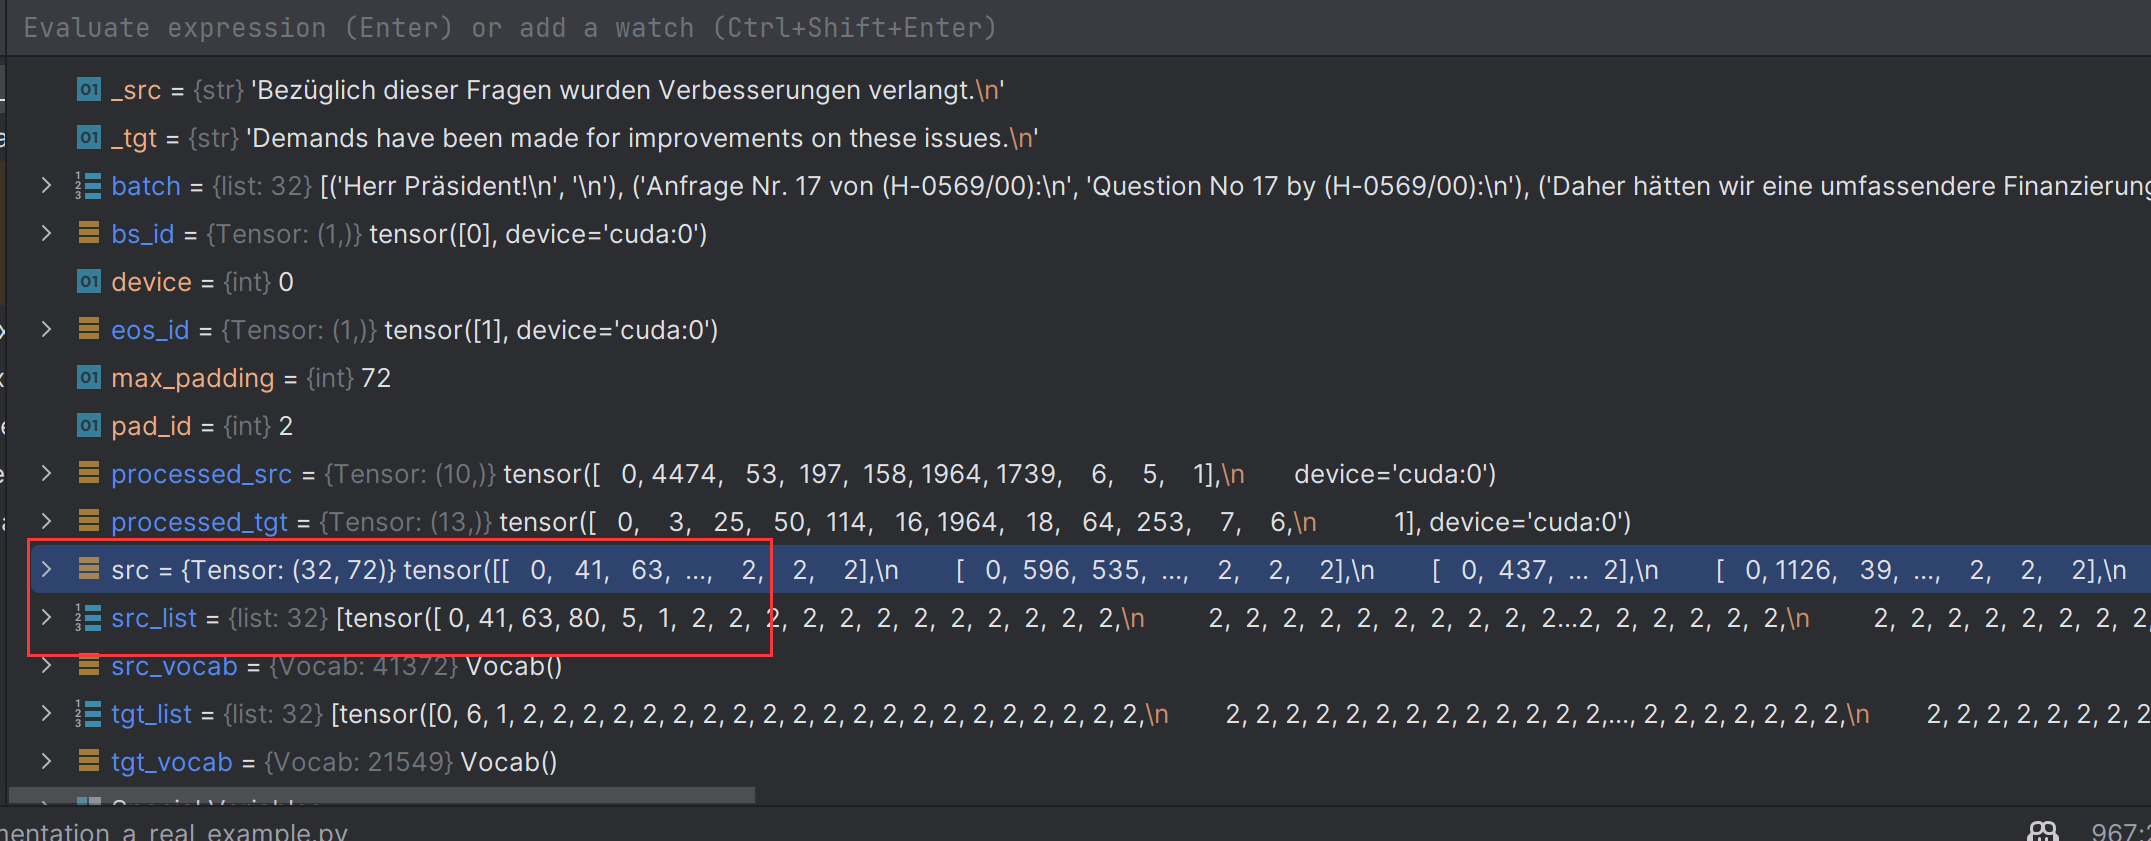 Evaluate expression (Enter) or add a watch (Ctrl+Shift+Enter)
_src = {str} 'Bezüglich dieser Fragen wurden Verbesserungen verlangt.\n'
_tgt = {str} 'Demands have been made for improvements on these issues.\n'
batch = {list: 32} [('Herr Präsident!\n', '\n'), ('Anfrage Nr. 17 von (H-0569/00):\n', 'Question No 17 by (H-0569/00):\n'), ('Daher hätten wir eine umfassendere Finanzierung
bs_id = {Tensor: (1,)} tensor([0], device='cuda:0')
device = {int} 0
eos_id = {Tensor: (1,)} tensor([1], device='cuda:0')
max_padding = {int} 72
pad_id = {int} 2
processed_src = {Tensor: (10,)} tensor([ 0, 4474, 53, 197, 158, 1964, 1739, 6, 5, 1],\n device='cuda:0')
processed_tgt = {Tensor: (13,)} tensor([ 0, 3, 25, 50, 114, 16, 1964, 18, 64, 253, 7, 6,\n 1], device='cuda:0')
src = {Tensor: (32, 72)} tensor([[ 0, 41, 63, ..., 2, 2, 2],\n [ 0, 596, 535, ..., 2, 2, 2],\n [ 0, 437, ... 2],\n [ 0, 1126, 39, ..., 2, 2, 2],\n
src_list = {list: 32} [tensor([ 0, 41, 63, 80, 5, 1, 2, 2, 2, 2, 2, 2, 2, 2, 2, 2, 2, 2,\n 2, 2, 2, 2, 2, 2, 2, 2, 2, 2...2, 2, 2, 2, 2, 2,\n 2, 2, 2, 2, 2, 2, 2, 2,
src_vocab = {Vocab: 41372} Vocab()
tgt_list = {list: 32} [tensor([0, 6, 1, 2, 2, 2, 2, 2, 2, 2, 2, 2, 2, 2, 2, 2, 2, 2, 2, 2, 2, 2, 2, 2,\n 2, 2, 2, 2, 2, 2, 2, 2, 2, 2, 2, 2, 2,..., 2, 2, 2, 2, 2, 2, 2,\n 2, 2, 2, 2, 2, 2, 2, 2
tgt_vocab = {Vocab: 21549} Vocab()
Special Variables
mentation_a_real_example.py
967:2